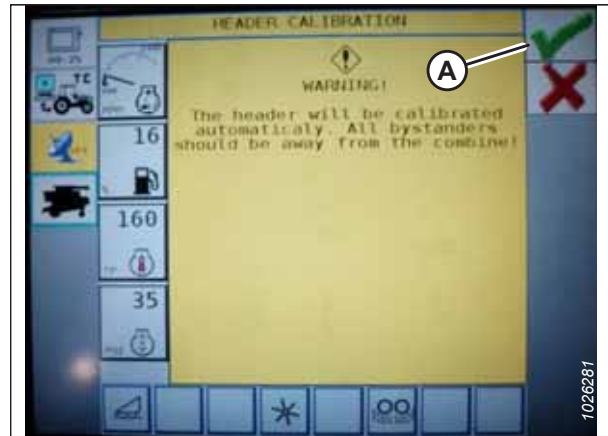 HEADER CALIBRATION
A
WARNING!
The header will be calibrated
automaticaly. All bystanders
should be away from the combine!
TC
16
160
35
1026281